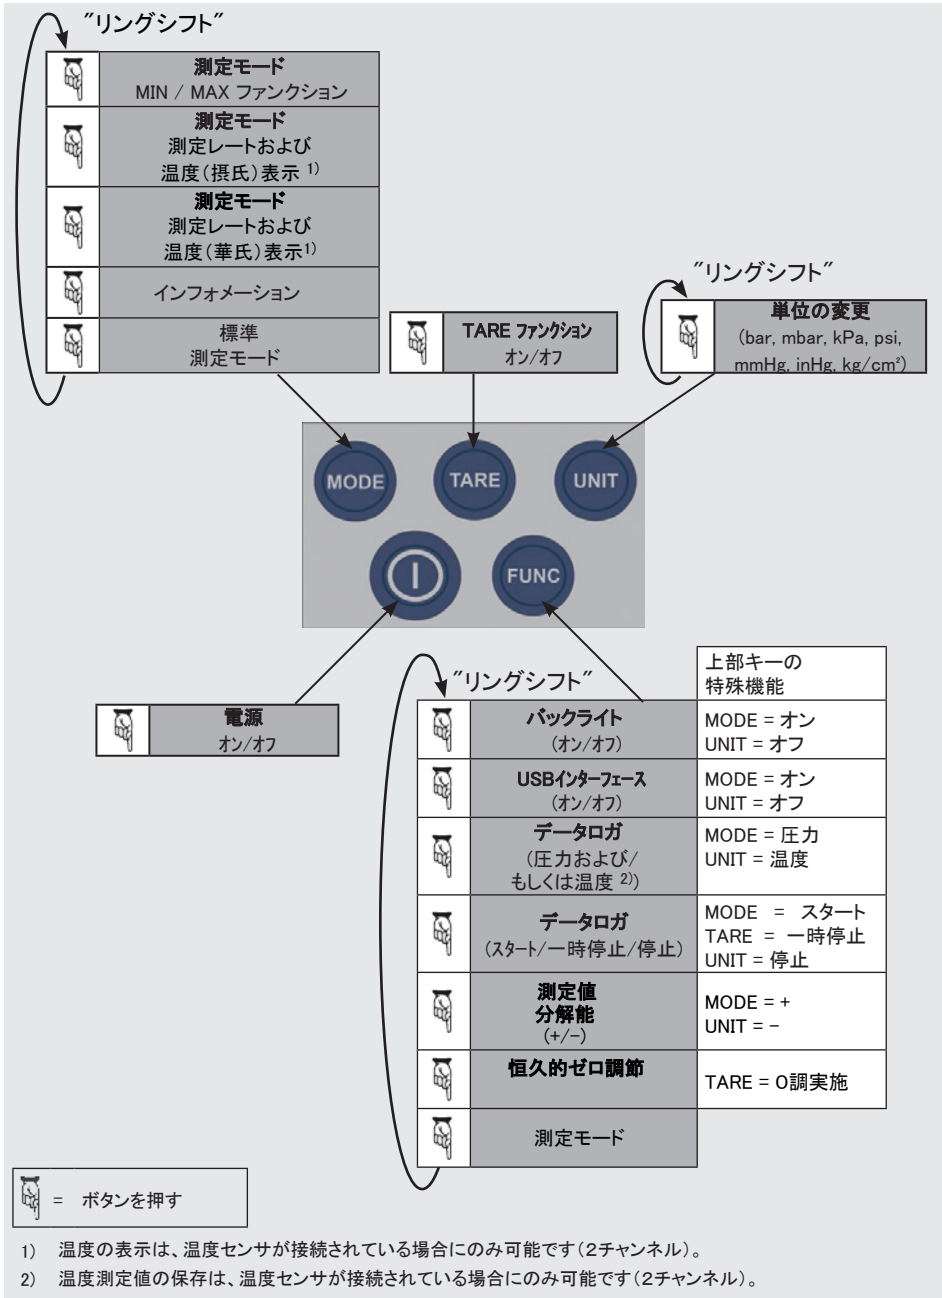 "リングシフト"
測定モード
MIN / MAX ファンクション
測定モード
測定レートおよび
温度(摂氏)表示 1)
測定モード
測定レートおよび
温度(華氏)表示1)
インフォメーション
標準
測定モード
TARE ファンクション
オン/オフ
"リングシフト"
単位の変更
(bar, mbar, kPa, psi,
mmHg, inHg, kg/cm²)
MODE
TARE
UNIT
FUNC
電源
オン/オフ
"リングシフト"
上部キーの
特殊機能
バックライト
(オン/オフ)
MODE = オン
UNIT = オフ
USBインターフェース
(オン/オフ)
MODE = オン
UNIT = オフ
データロガ
(圧力および/
もしくは温度 2))
MODE = 圧力
UNIT = 温度
データロガ
(スタート/一時停止/停止)
MODE = スタート
TARE = 一時停止
UNIT = 停止
測定値
分解能
(+/−)
MODE = +
UNIT = −
恒久的ゼロ調節
TARE = 0調実施
測定モード
= ボタンを押す
1) 温度の表示は、温度センサが接続されている場合にのみ可能です(2チャンネル)。
2) 温度測定値の保存は、温度センサが接続されている場合にのみ可能です(2チャンネル)。